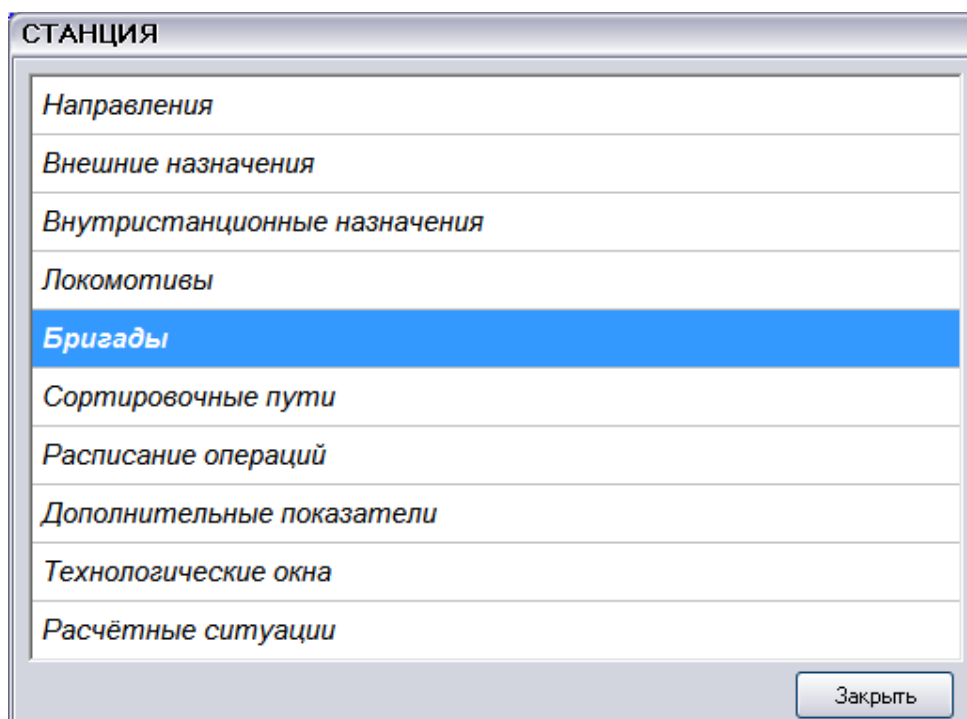 СТАНЦИЯ
Направления
Внешние назначения
Внутристанционные назначения
Локомотивы
Бригады
Сортировочные пути
Расписание операций
Дополнительные показатели
Технологические окна
Расчётные ситуации
Закрыть